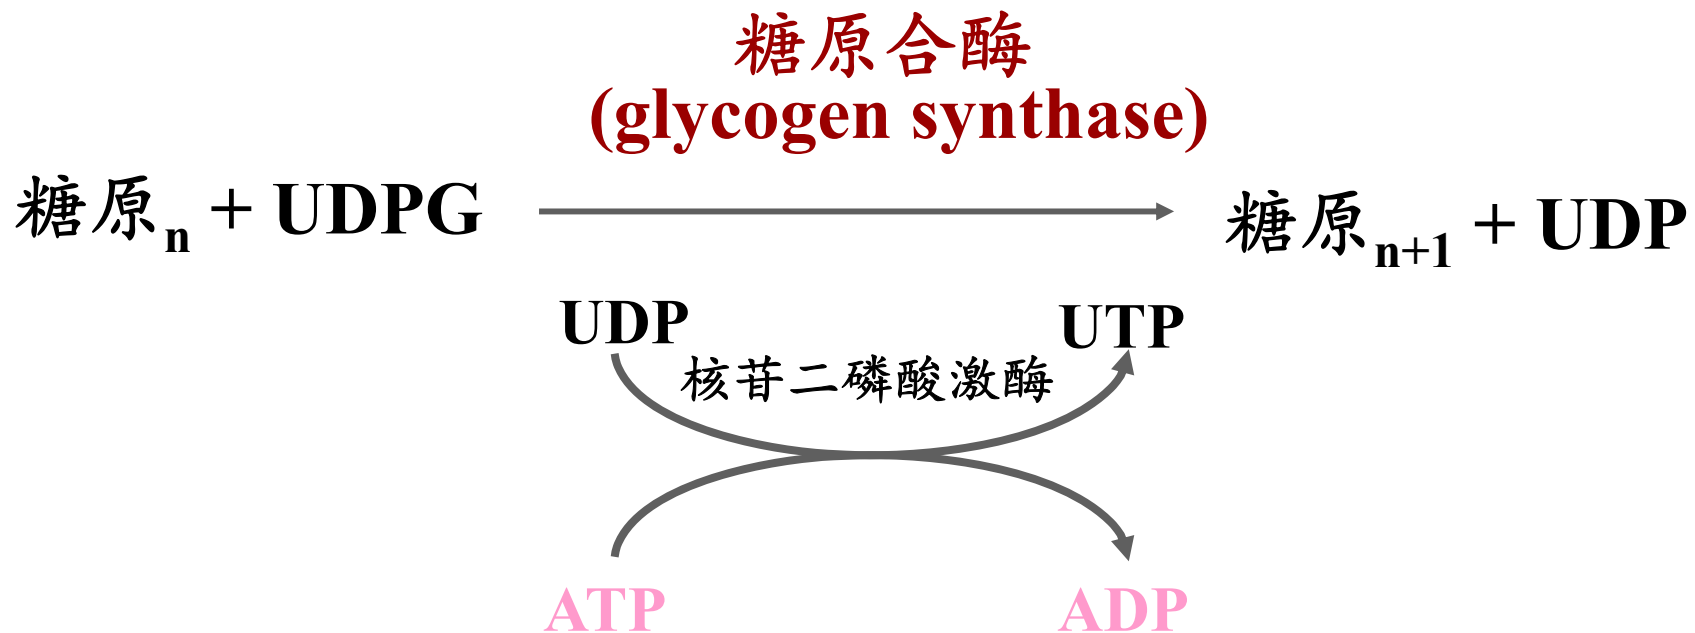 糖原合酶
(glycogen synthase)
糖原n + UDPG
糖原n+1 + UDP
UDP
UTP
核苷二磷酸激酶
ATP
ADP